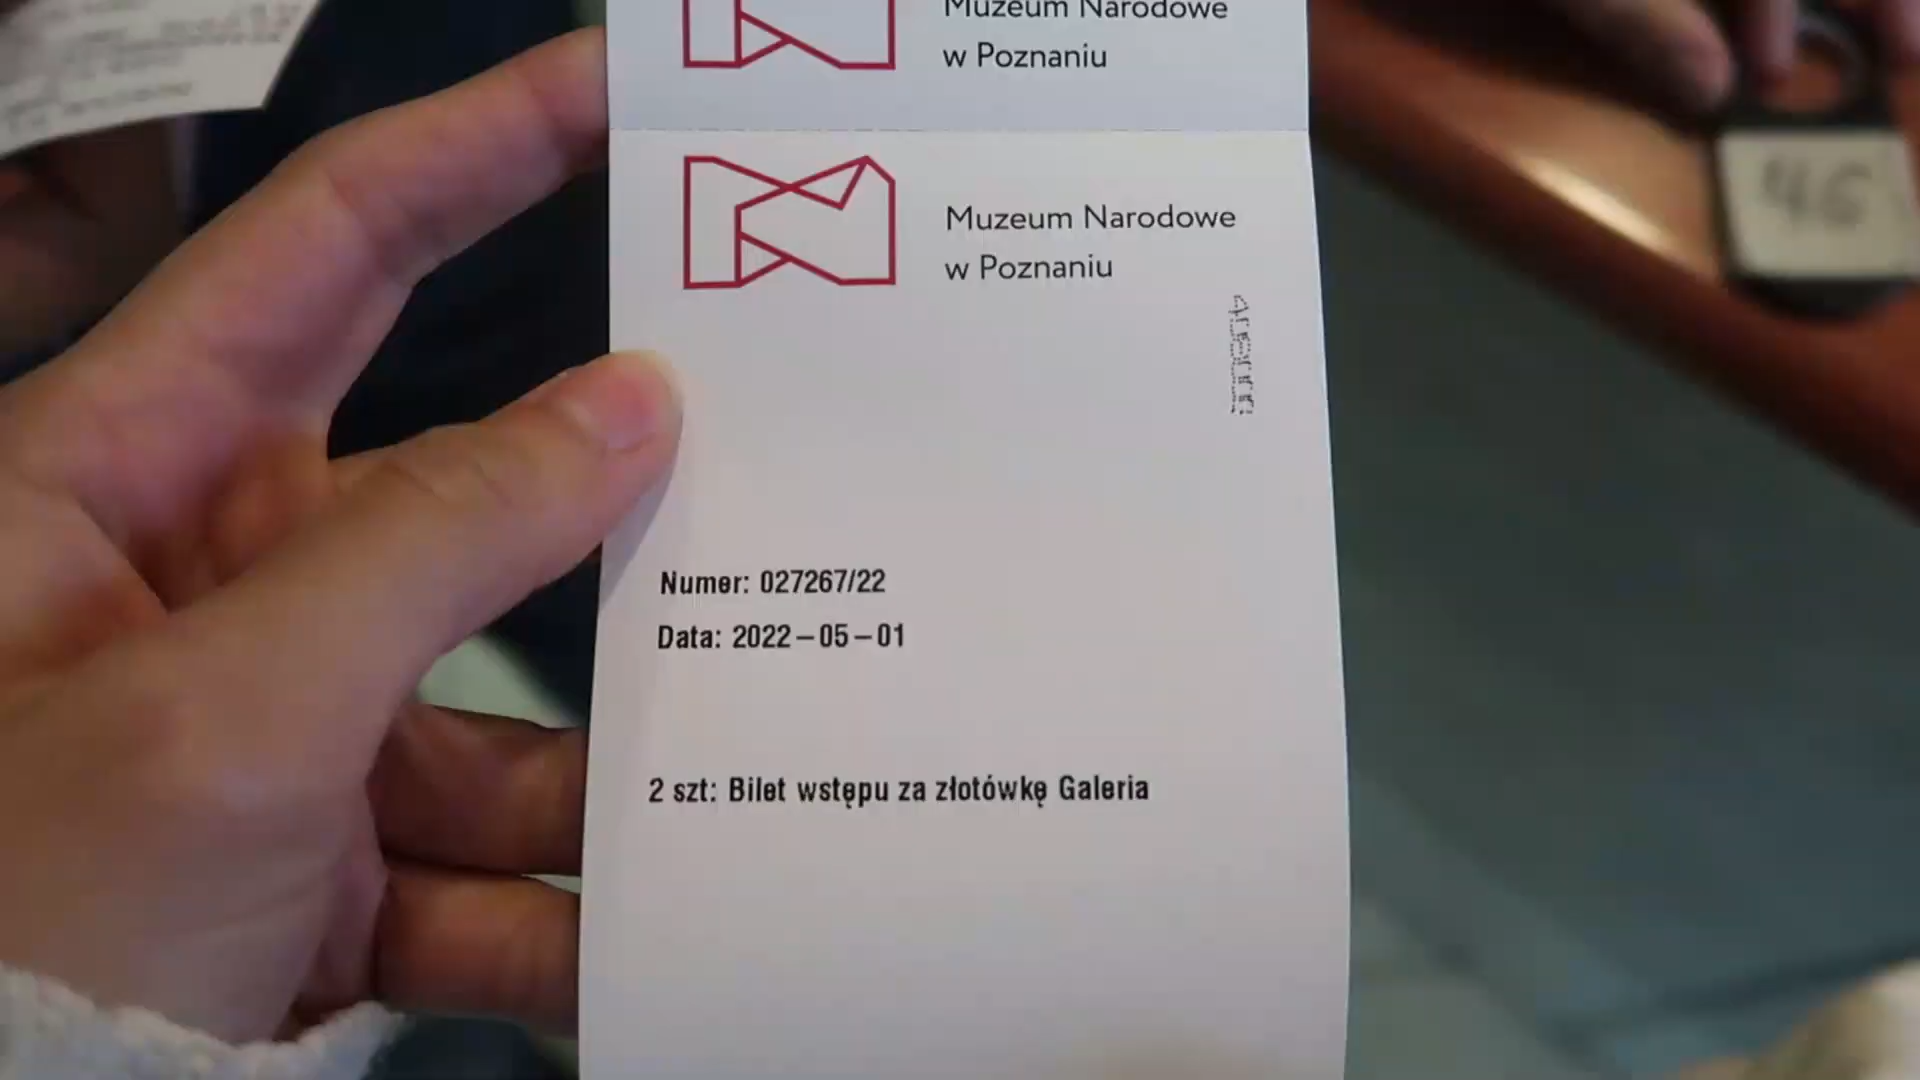 Muzeum Narodowe
w Poznaniu
Muzeum Narodowe
w Poznaniu
Numer: 027267/22
Data: 2022-05-01
2 szt: Bilet wstępu za złotówkę Galeria
46